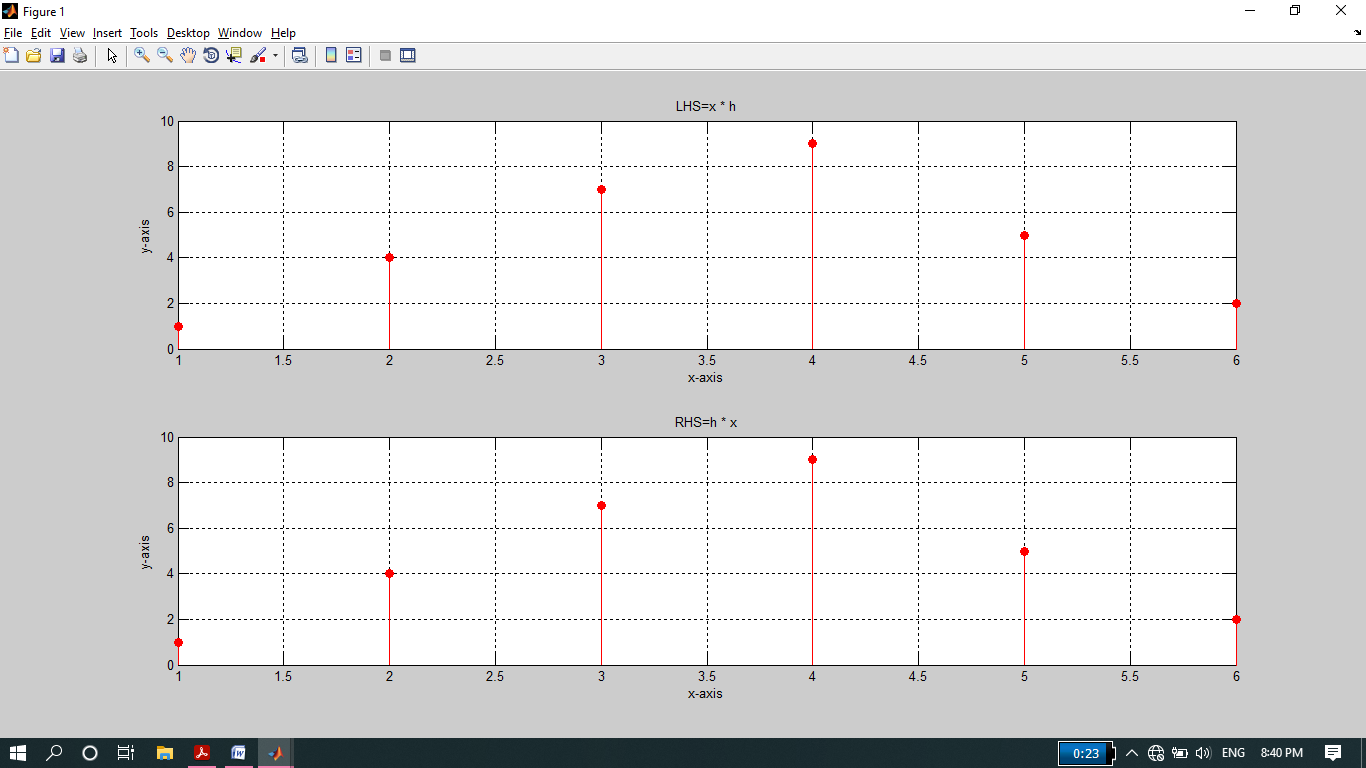 Figure 1
File Edit View Insert Tools Desktop Window Help
LHS=x * h
10
8
6
4
2
0
y-axis
1 1.5 2 2.5 3 3.5 4 4.5 5 5.5 6
x-axis
RHS=h * x
10
8
6
4
2
0
y-axis
1 1.5 2 2.5 3 3.5 4 4.5 5 5.5 6
x-axis
0:23 ENG 8:40 PM